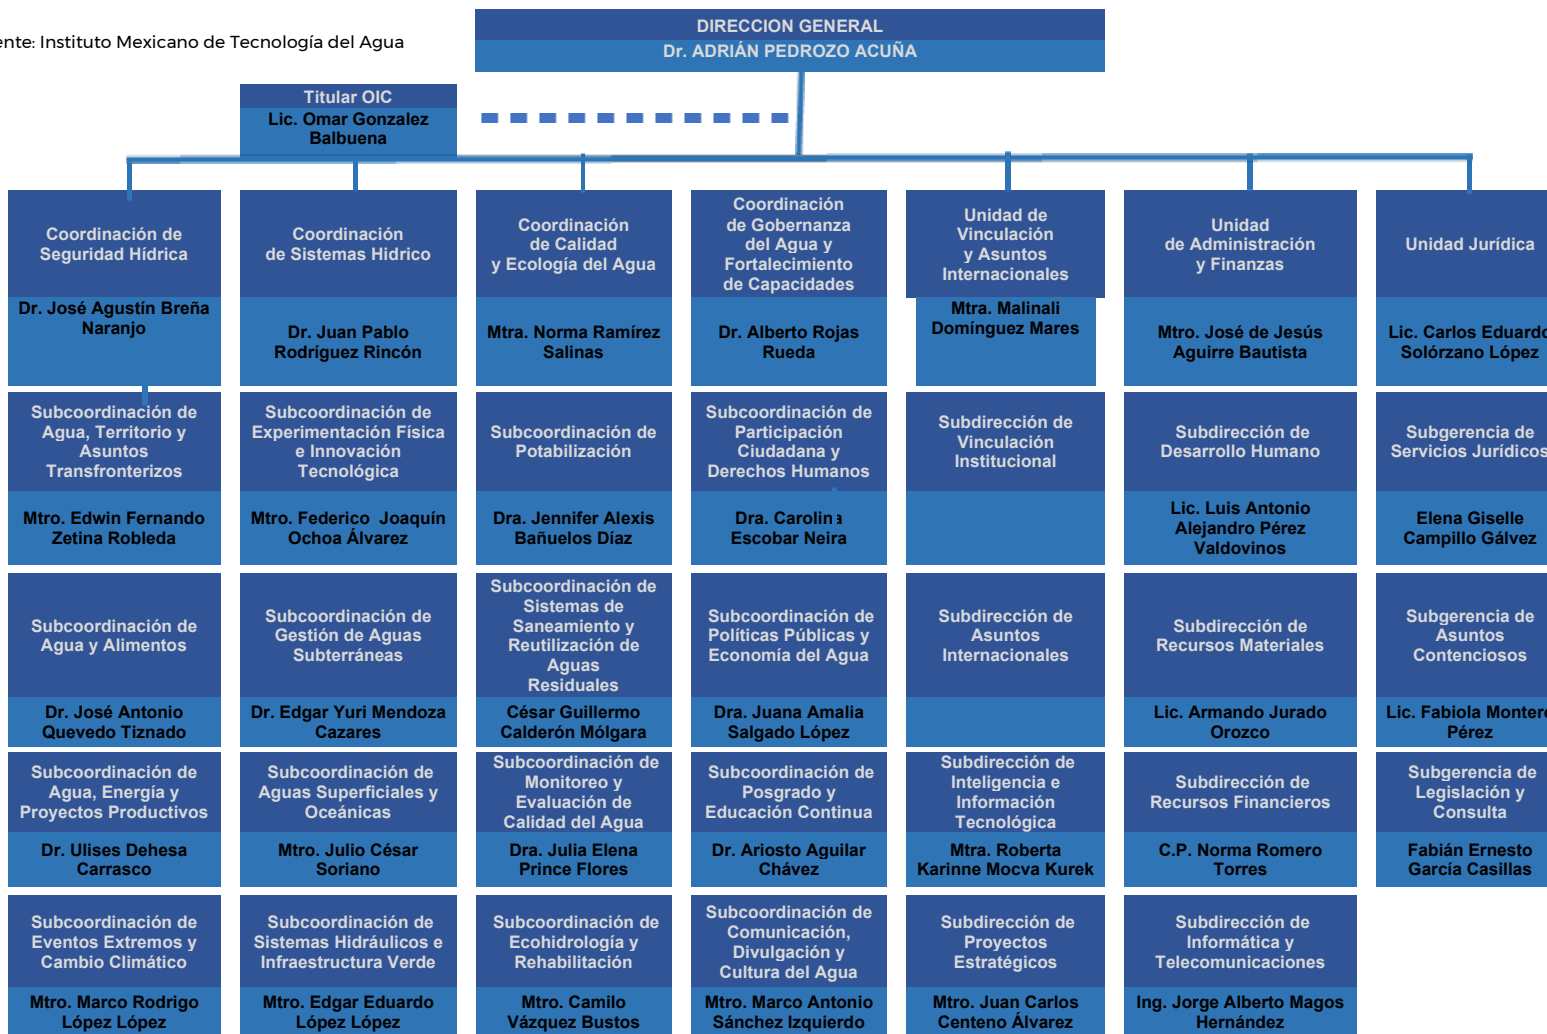 DIRECCION GENERAL
ente: Instituto Mexicano de Tecnología del Agua
Dr. ADRIÁN PEDROZO ACUÑA
Titular OIC
Lic. Omar Gonzalez
Balbuena
Coordinación de
Seguridad Hídrica
Dr. José Agustín Breña
Naranjo
Subcoordinación de
Agua, Territorio y
Asuntos
Transfronterizos
Mtro. Edwin Fernando
Zetina Robleda
Subcoordinación de
Agua y Alimentos
Dr. José Antonio
Quevedo Tiznado
Subcoordinación de
Agua, Energía y
Proyectos Productivos
Dr. Ulises Dehesa
Carrasco
Subcoordinación de
Eventos Extremos y
Cambio Climático
Mtro. Marco Rodrigo
López López
Coordinación
de Sistemas Hidrico
Dr. Juan Pablo
Rodríguez Rincón
Subcoordinación de
Experimentación Física
e Innovación
Tecnológica
Mtro. Federico Joaquín
Ochoa Álvarez
Subcoordinación de
Gestión de Aguas
Subterráneas
Dr. Edgar Yuri Mendoza
Cazares
Subcoordinación de
Aguas Superficiales y
Oceánicas
Mtro. Julio César
Soriano
Subcoordinación de
Sistemas Hidráulicos e
Infraestructura Verde
Mtro. Edgar Eduardo
López López
Coordinación
de Calidad
y Ecología del Agua
Mtra. Norma Ramírez
Salinas
Subcoordinación de
Potabilización
Dra. Jennifer Alexis
Bañuelos Díaz
Subcoordinación de
Sistemas de
Saneamiento y
Reutilización de
Aguas
Residuales
César Guillermo
Calderón Mólgara
Subcoordinación de
Monitoreo y
Evaluación de
Calidad del Agua
Dra. Julia Elena
Prince Flores
Subcoordinación de
Ecohidrología y
Rehabilitación
Mtro. Camilo
Vázquez Bustos
Coordinación
de Gobernanza
del Agua y
Fortalecimiento
de Capacidades
Dr. Alberto Rojas
Rueda
Subcoordinación de
Participación
Ciudadana y
Derechos Humanos
Dra. Carolina
Escobar Neira
Subcoordinación de
Políticas Públicas y
Economía del Agua
Dra. Juana Amalia
Salgado López
Subcoordinación de
Posgrado y
Educación Continua
Dr. Ariosto Aguilar
Chávez
Subcoordinación de
Comunicación,
Divulgación y
Cultura del Agua
Mtro. Marco Antonio
Sánchez Izquierdo
Unidad de
Vinculación
y Asuntos
Internacionales
Mtra. Malinali
Domínguez Mares
Subdirección de
Vinculación
Institucional
Subdirección de
Asuntos
Internacionales
Subdirección de
Inteligencia e
Información
Tecnológica
Mtra. Roberta
Karinne Mocva Kurek
Subdirección de
Proyectos
Estratégicos
Mtro. Juan Carlos
Centeno Álvarez
Unidad
de Administración
y Finanzas
Mtro. José de Jesús
Aguirre Bautista
Subdirección de
Desarrollo Humano
Lic. Luis Antonio
Alejandro Pérez
Valdovinos
Subdirección de
Recursos Materiales
Lic. Armando Jurado
Orozco
Subdirección de
Recursos Financieros
C.P. Norma Romero
Torres
Subdirección de
Informática y
Telecomunicaciones
Ing. Jorge Alberto Magos
Hernández
Unidad Jurídica
Lic. Carlos Eduardo
Solórzano López
Subgerencia de
Servicios Jurídicos
Elena Giselle
Campillo Gálvez
Subgerencia de
Asuntos
Contenciosos
Lic. Fabiola Montero
Pérez
Subgerencia de
Legislación y
Consulta
Fabián Ernesto
García Casillas